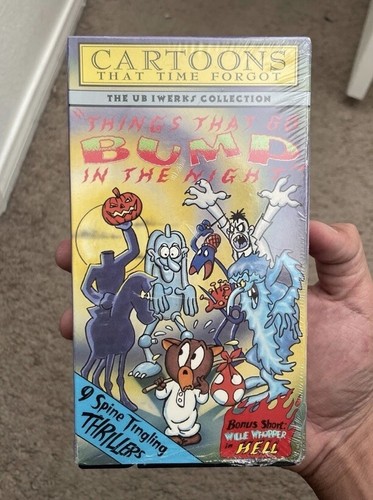 CARTOONS
THAT TIME FORGOT
THE UB IWERKS COLLECTION
"THINGS THAT GO
BUMP
IN THE NIGHT"
9 Spine Tingling
THRILLERS
Bonus Short:
WILLIE WHOPPER
in HELL